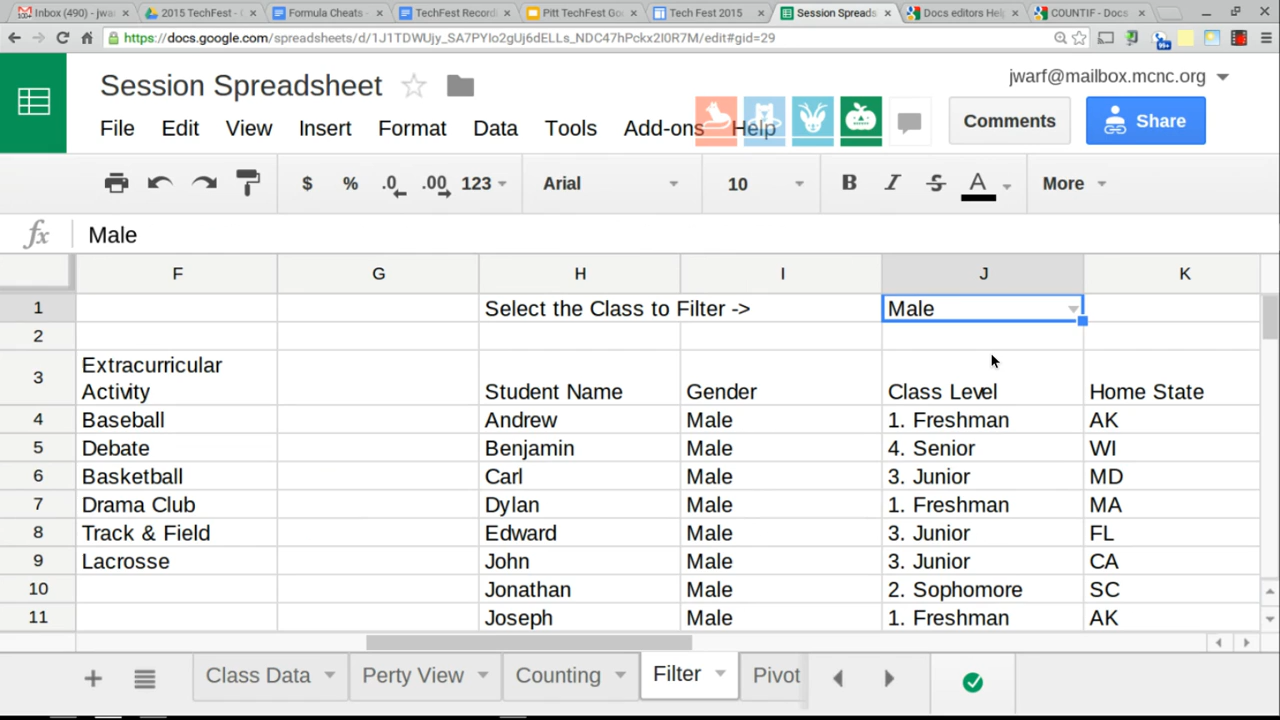 Inbox (490) - jwar
2015 TechFest - G
Formula Cheats -
TechFest Recordi
Pitt TechFest Goo
Tech Fest 2015
Session Spreads
Docs editors Help
COUNTIF - Docs
https://docs.google.com/spreadsheets/d/1J1TDWUjy_SA7PYIo2gUj6dELLs_NDC47hPckx2I0R7M/edit#gid=29
Session Spreadsheet
jwarf@mailbox.mcnc.org
File Edit View Insert Format Data Tools Add-ons Help
Comments
Share
$ % .0 .00 123 Arial 10 B I S A More
fx Male
F G H I J K
1 Select the Class to Filter -> Male
2
Extracurricular
3 Activity Student Name Gender Class Level Home State
4 Baseball Andrew Male 1. Freshman AK
5 Debate Benjamin Male 4. Senior WI
6 Basketball Carl Male 3. Junior MD
7 Drama Club Dylan Male 1. Freshman MA
8 Track & Field Edward Male 3. Junior FL
9 Lacrosse John Male 3. Junior CA
10 Jonathan Male 2. Sophomore SC
11 Joseph Male 1. Freshman AK
Class Data Perty View Counting Filter Pivot